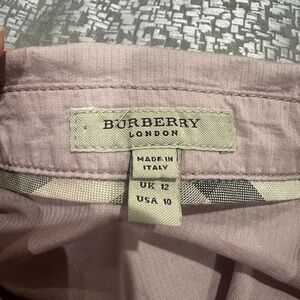 BURBERRY
LONDON
MADE IN
ITALY
UK 12
USA 10